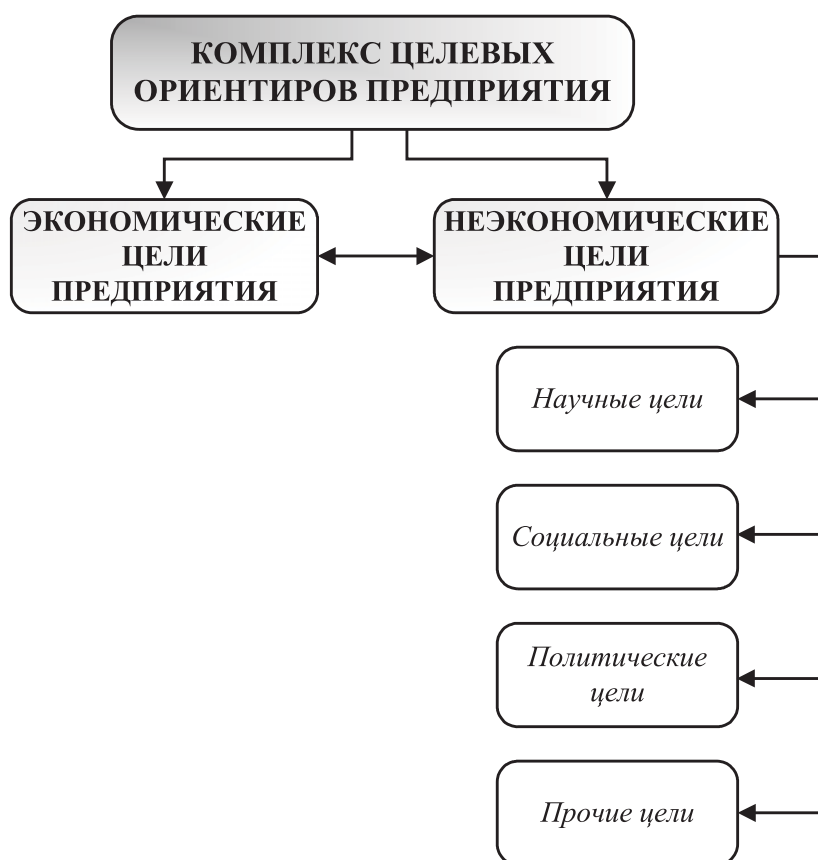 КОМПЛЕКС ЦЕЛЕВЫХ
ОРИЕНТИРОВ ПРЕДПРИЯТИЯ
ЭКОНОМИЧЕСКИЕ
ЦЕЛИ
ПРЕДПРИЯТИЯ
НЕЭКОНОМИЧЕСКИЕ
ЦЕЛИ
ПРЕДПРИЯТИЯ
Научные цели
Социальные цели
Политические
цели
Прочие цели